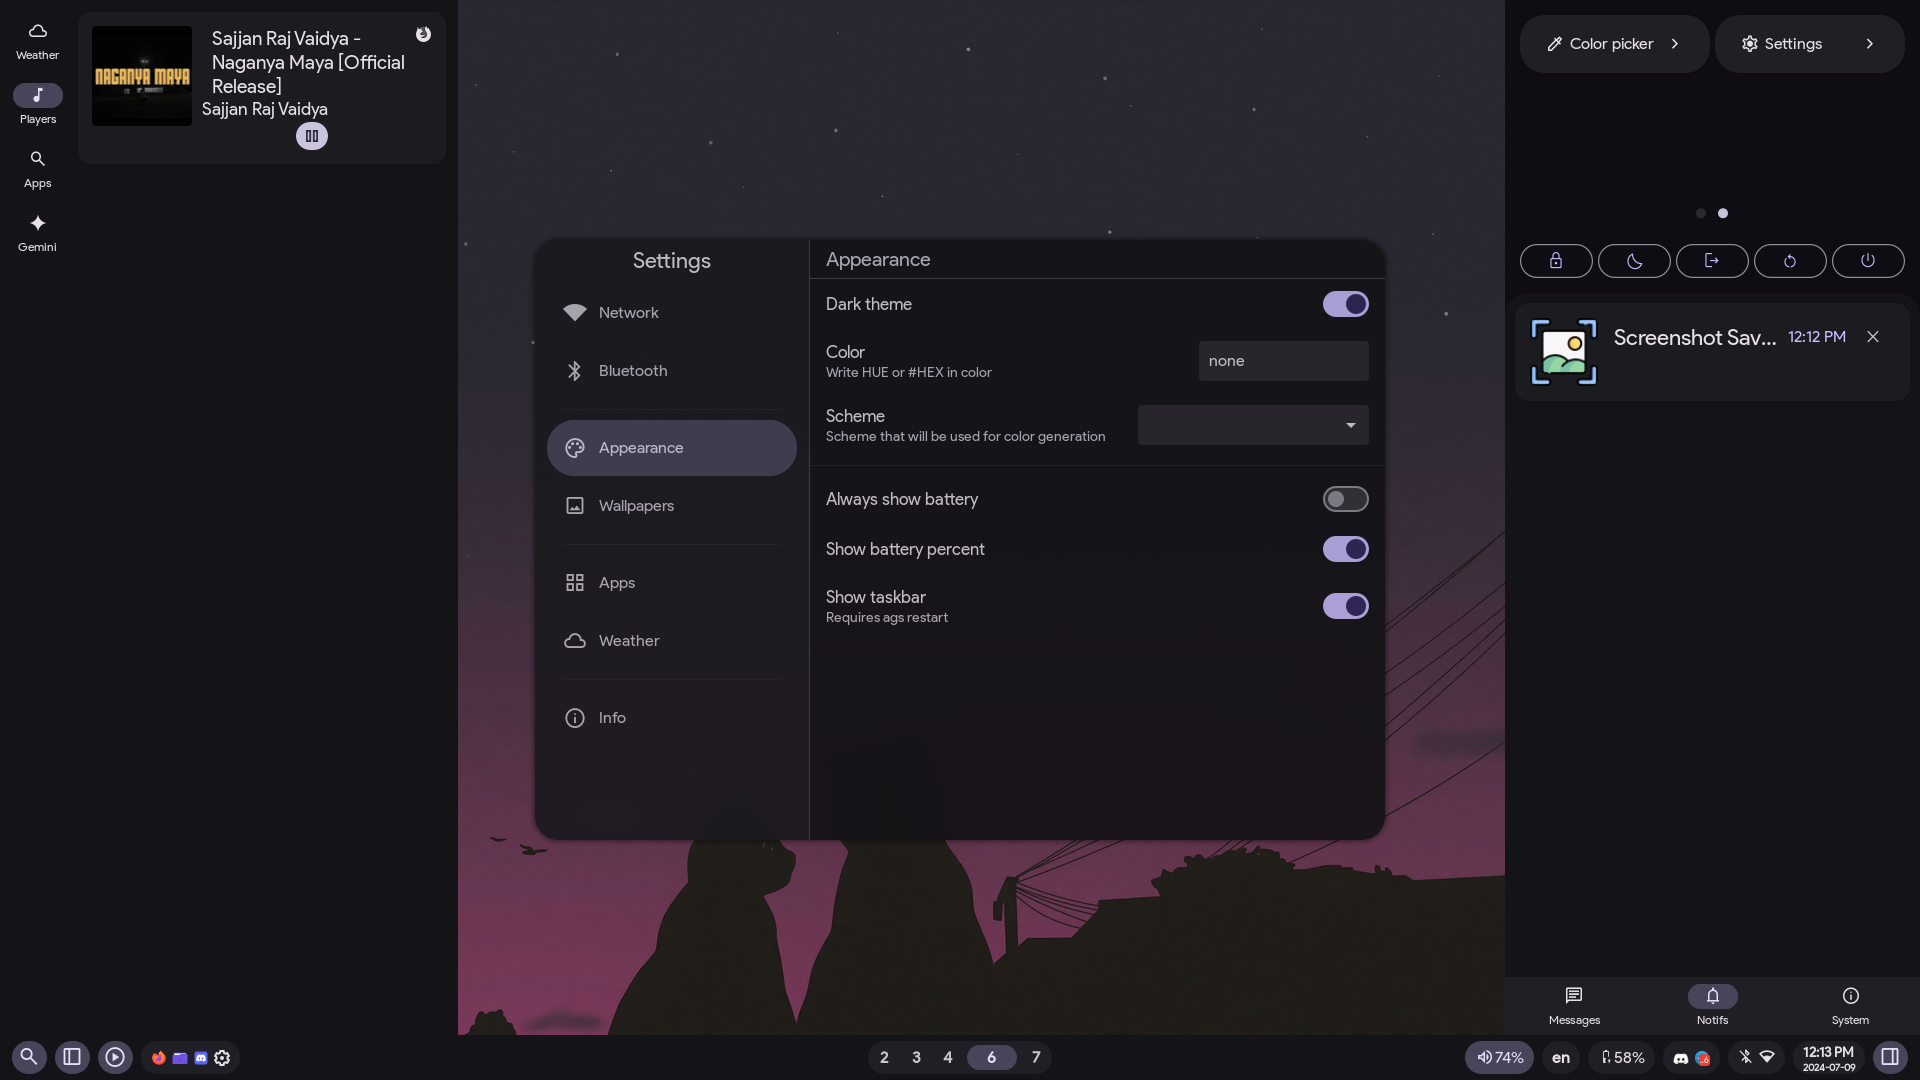 Weather
Players
Apps
Gemini
NAGANYA MAYA
Sajjan Raj Vaidya -
Naganya Maya [Official
Release]
Sajjan Raj Vaidya
Settings
Network
Bluetooth
Appearance
Wallpapers
Apps
Weather
Info
Appearance
Dark theme
Color
Write HUE or #HEX in color
none
Scheme
Scheme that will be used for color generation
Always show battery
Show battery percent
Show taskbar
Requires ags restart
Color picker
Settings
Screenshot Sav... 12:12 PM
Messages
Notifs
System
2 3 4 6 7
74%
en
58%
12:13 PM
2024-07-09